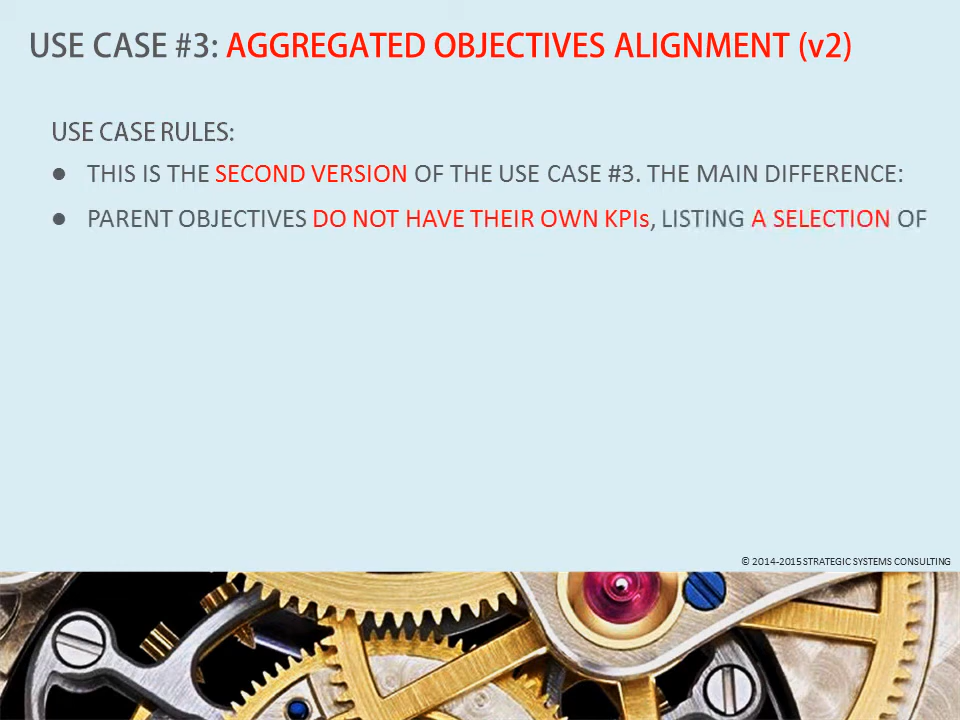 USE CASE #3: AGGREGATED OBJECTIVES ALIGNMENT (v2)
USE CASE RULES:
● THIS IS THE SECOND VERSION OF THE USE CASE #3. THE MAIN DIFFERENCE:
● PARENT OBJECTIVES DO NOT HAVE THEIR OWN KPIs, LISTING A SELECTION OF
© 2014-2015 STRATEGIC SYSTEMS CONSULTING